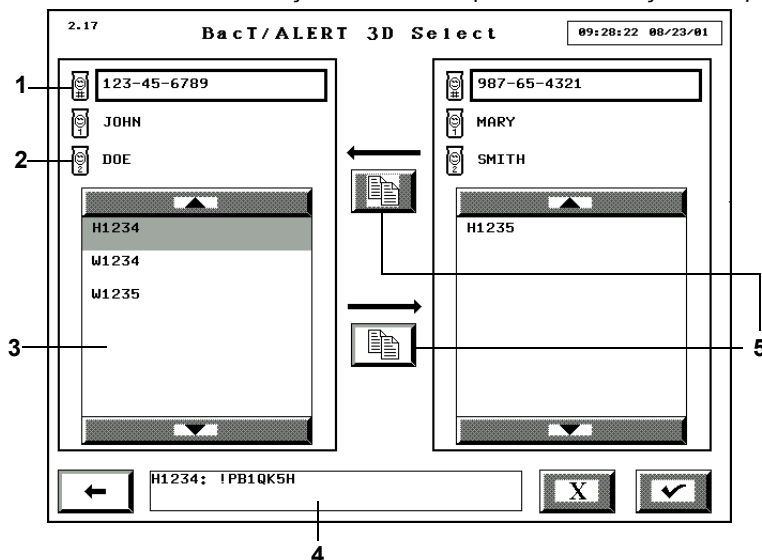 2.17 BacT/ALERT 3D Select 09:28:22 08/23/01
1 123-45-6789
JOHN
2 DOE
H1234
W1234
W1235
3
987-65-4321
MARY
SMITH
H1235
5
H1234: !PB1QK5H
X
4